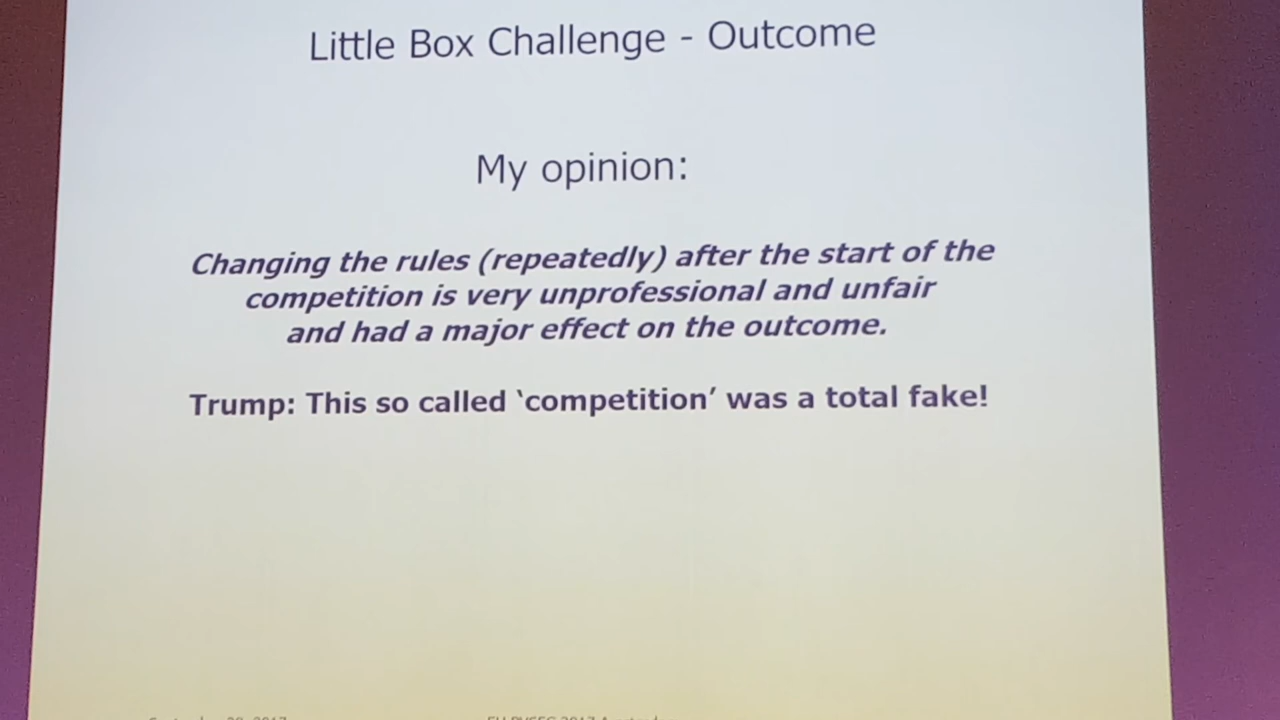 Little Box Challenge - Outcome
My opinion:
Changing the rules (repeatedly) after the start of the
competition is very unprofessional and unfair
and had a major effect on the outcome.
Trump: This so called ‘competition’ was a total fake!